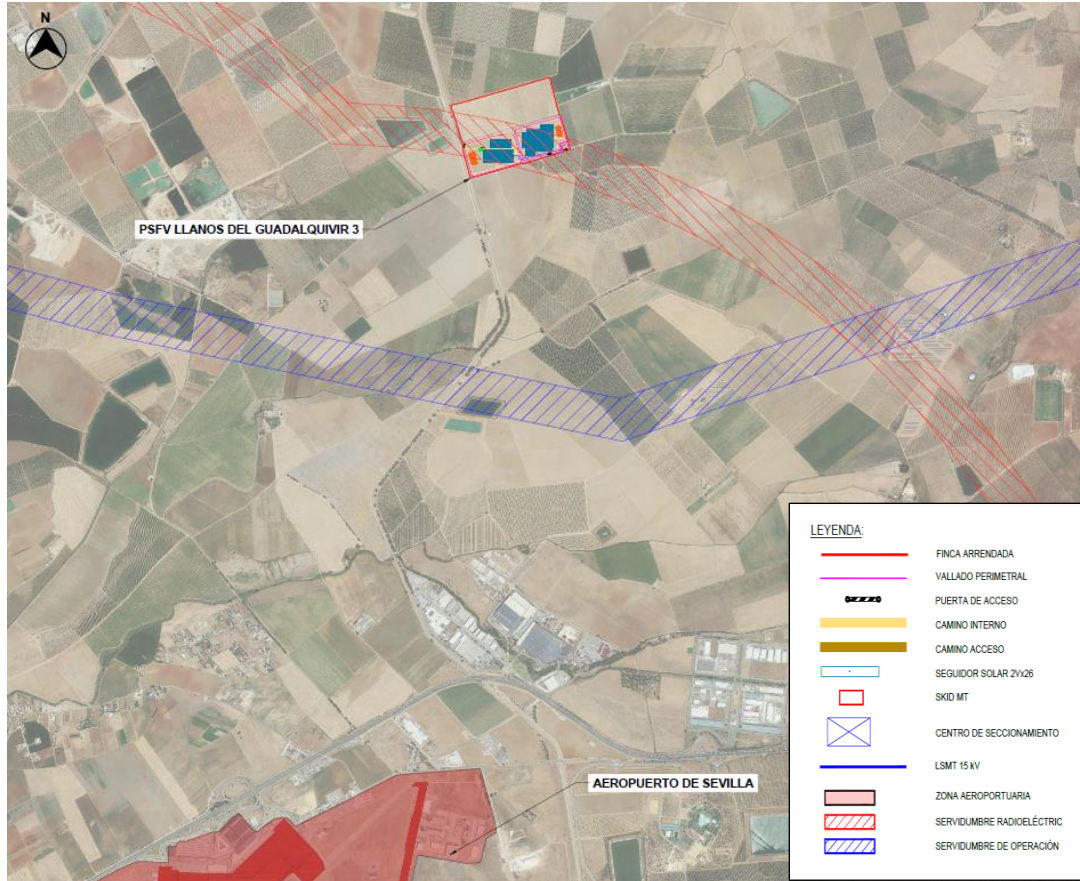 N
PSFV LLANOS DEL GUADALQUIVIR 3
AEROPUERTO DE SEVILLA
LEYENDA:
FINCA ARRENDADA
VALLADO PERIMETRAL
PUERTA DE ACCESO
CAMINO INTERNO
CAMINO ACCESO
SEGUIDOR SOLAR 2Vx26
SKID MT
CENTRO DE SECCIONAMIENTO
LSMT 15 kV
ZONA AEROPORTUARIA
SERVIDUMBRE RADIOELÉCTRIC
SERVIDUMBRE DE OPERACIÓN